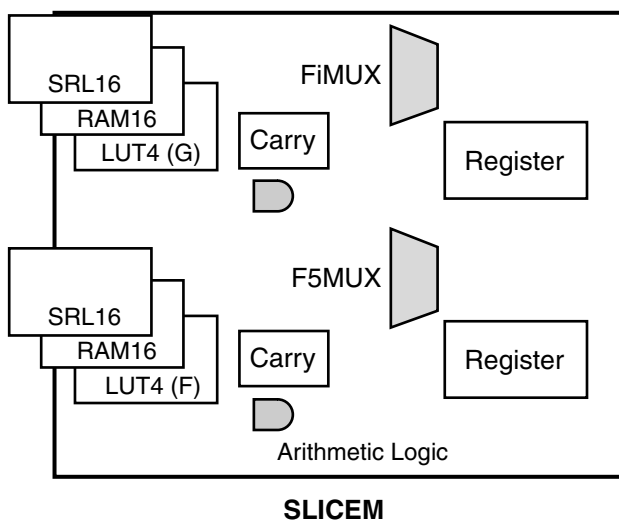 SRL16
RAM16
LUT4 (G)
Carry
FiMUX
Register
SRL16
RAM16
LUT4 (F)
Carry
F5MUX
Register
Arithmetic Logic
SLICEM